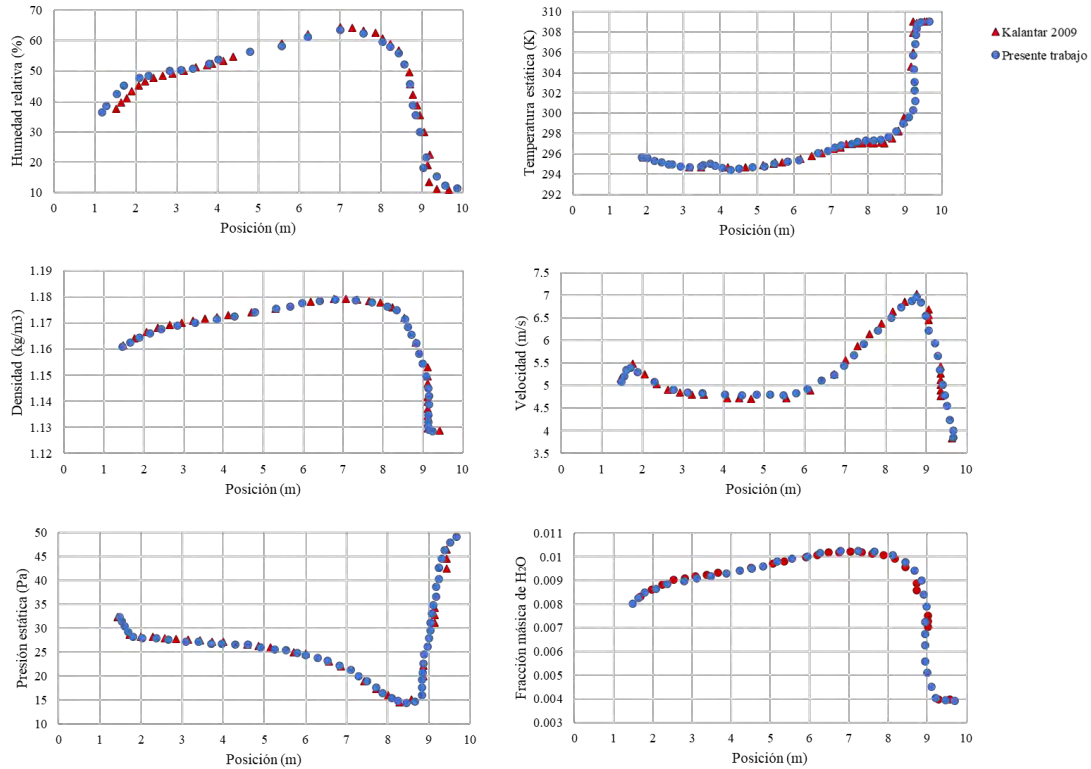 Humedad relativa (%)
70
60
50
40
30
20
10
0 1 2 3 4 5 6 7 8 9 10
Posición (m)
Temperatura estática (K)
310
308
306
304
302
300
298
296
294
292
0 1 2 3 4 5 6 7 8 9 10
Posición (m)
Kalantar 2009
Presente trabajo
Densidad (kg/m3)
1.19
1.18
1.17
1.16
1.15
1.14
1.13
1.12
0 1 2 3 4 5 6 7 8 9 10
Posición (m)
Velocidad (m/s)
7.5
7
6.5
6
5.5
5
4.5
4
3.5
0 1 2 3 4 5 6 7 8 9 10
Posición (m)
Presión estática (Pa)
50
45
40
35
30
25
20
15
10
0 1 2 3 4 5 6 7 8 9 10
Posición (m)
Fracción másica de H2O
0.011
0.010
0.009
0.008
0.007
0.006
0.005
0.004
0.003
0 1 2 3 4 5 6 7 8 9 10
Posición (m)